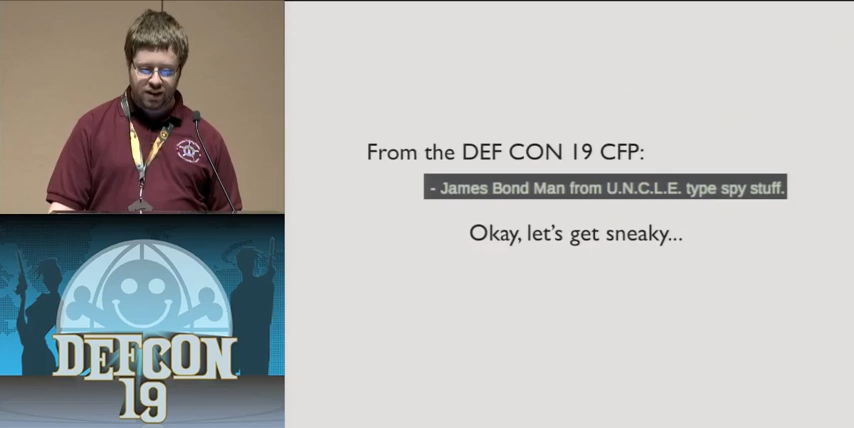 From the DEF CON 19 CFP:
- James Bond Man from U.N.C.L.E. type spy stuff.
Okay, let's get sneaky...
DEFCON
19